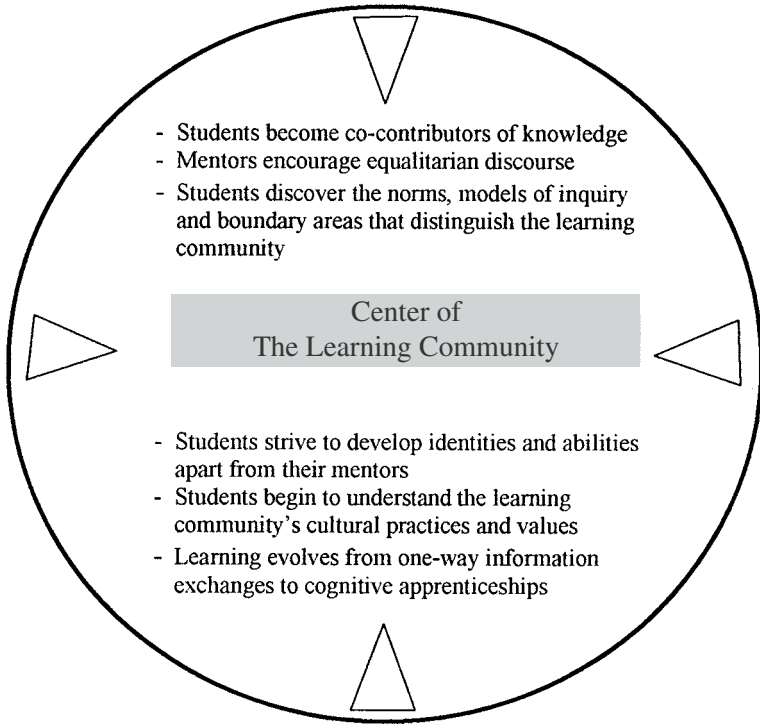 - Students become co-contributors of knowledge
- Mentors encourage equalitarian discourse
- Students discover the norms, models of inquiry
and boundary areas that distinguish the learning
community
Center of
The Learning Community
- Students strive to develop identities and abilities
apart from their mentors
- Students begin to understand the learning
community's cultural practices and values
- Learning evolves from one-way information
exchanges to cognitive apprenticeships